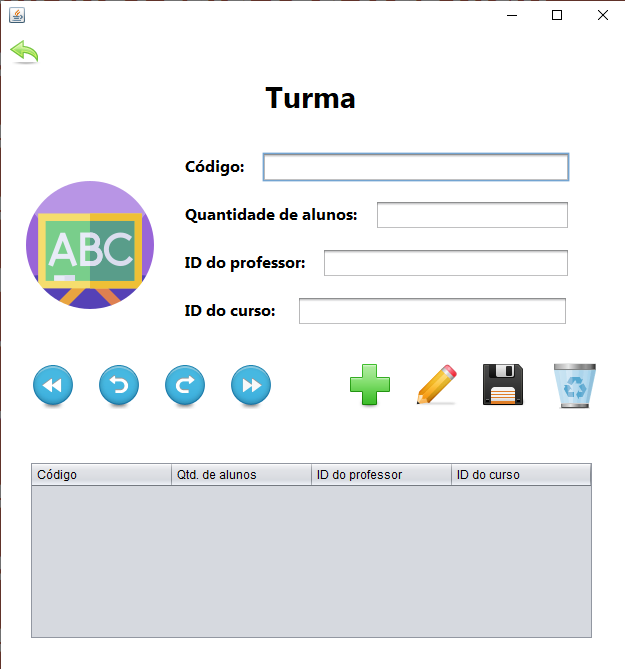 Turma
Código:
Quantidade de alunos:
ABC
ID do professor:
ID do curso:
Código Qtd. de alunos ID do professor ID do curso